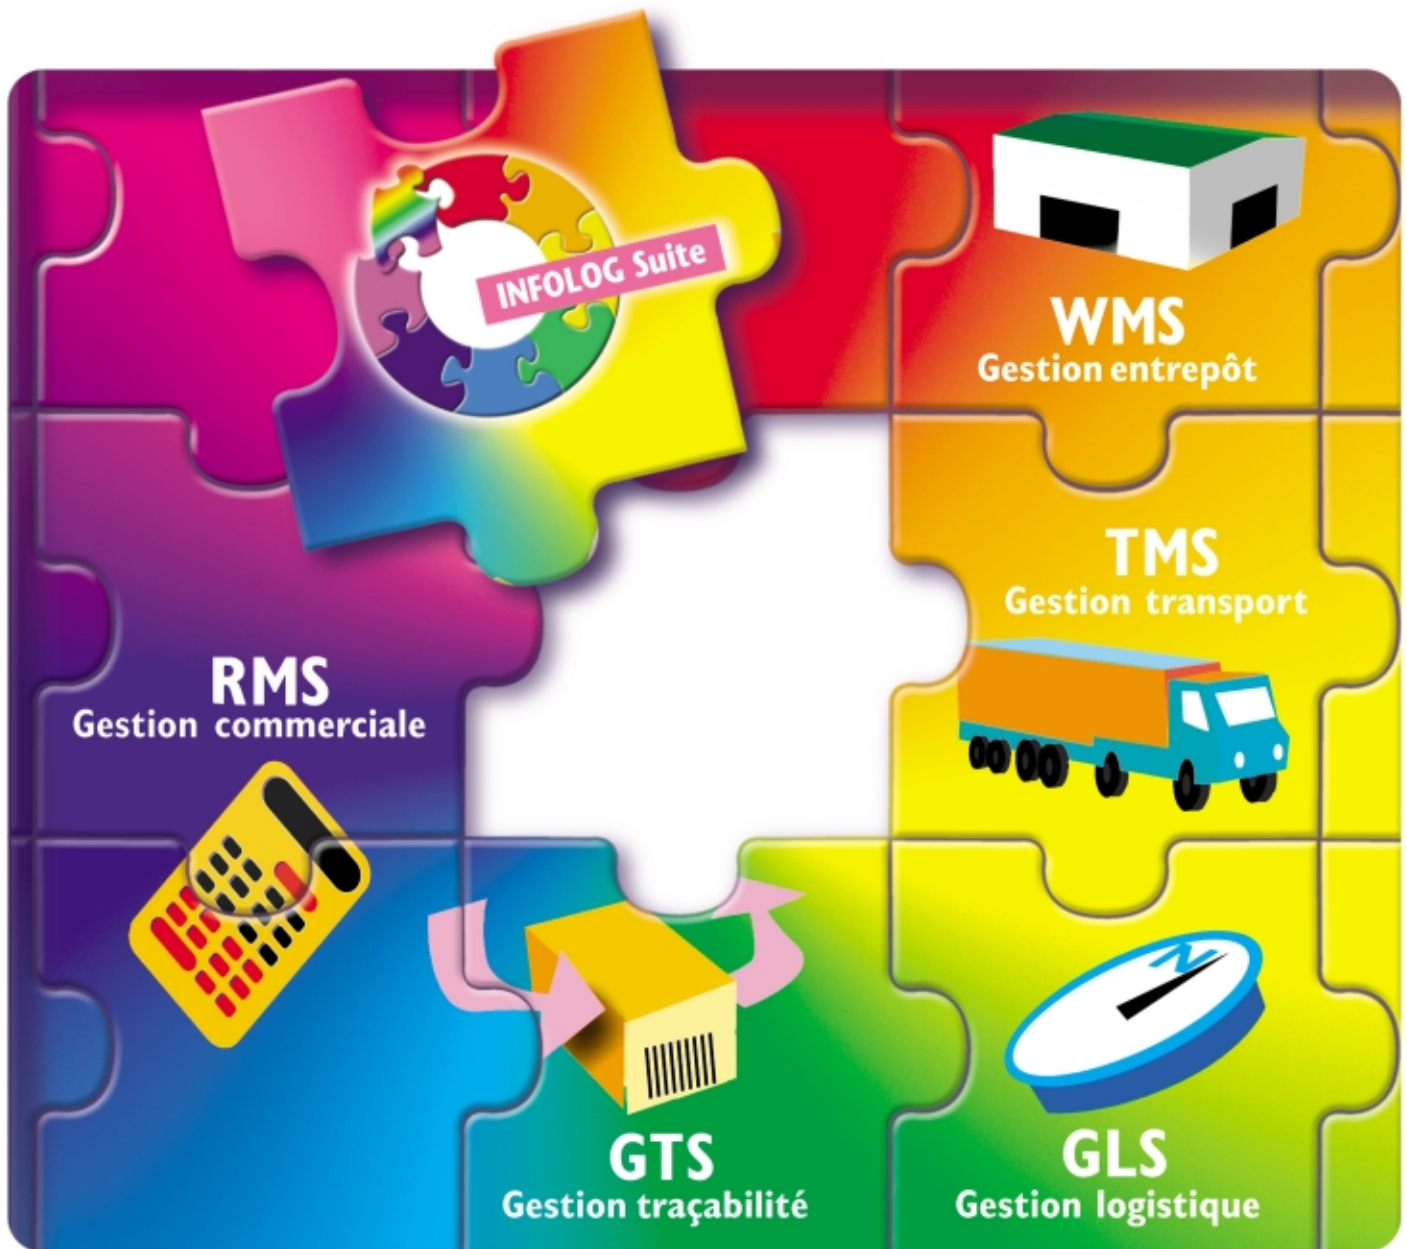 INFOLOG Suite
WMS
Gestion entrepôt
TMS
Gestion transport
RMS
Gestion commerciale
N
GTS
Gestion traçabilité
GLS
Gestion logistique